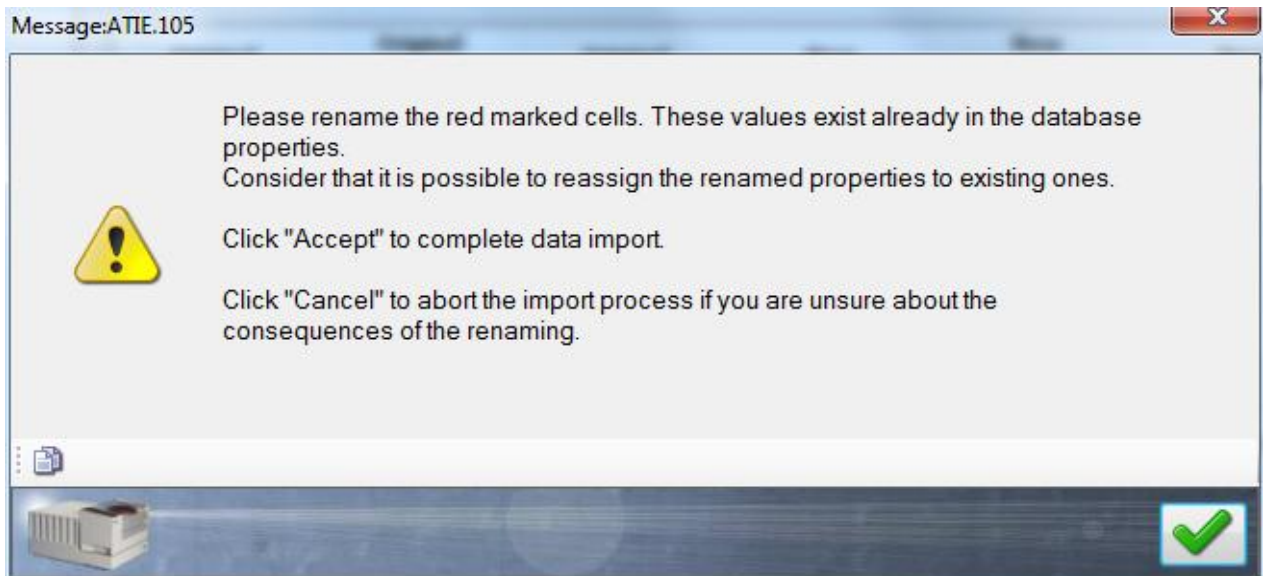 Message:ATIE.105
Please rename the red marked cells. These values exist already in the database
properties.
Consider that it is possible to reassign the renamed properties to existing ones.
Click "Accept" to complete data import.
Click "Cancel" to abort the import process if you are unsure about the
consequences of the renaming.